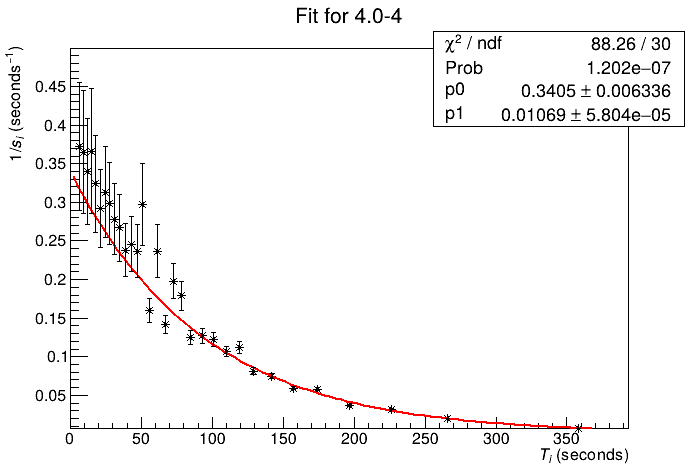 Fit for 4.0-4
χ² / ndf 88.26 / 30
Prob 1.202e−07
p0 0.3405 ± 0.006336
p1 0.01069 ± 5.804e−05
1/sᵢ (seconds⁻¹)
0.45
0.4
0.35
0.3
0.25
0.2
0.15
0.1
0.05
0 50 100 150 200 250 300 350
Tᵢ (seconds)